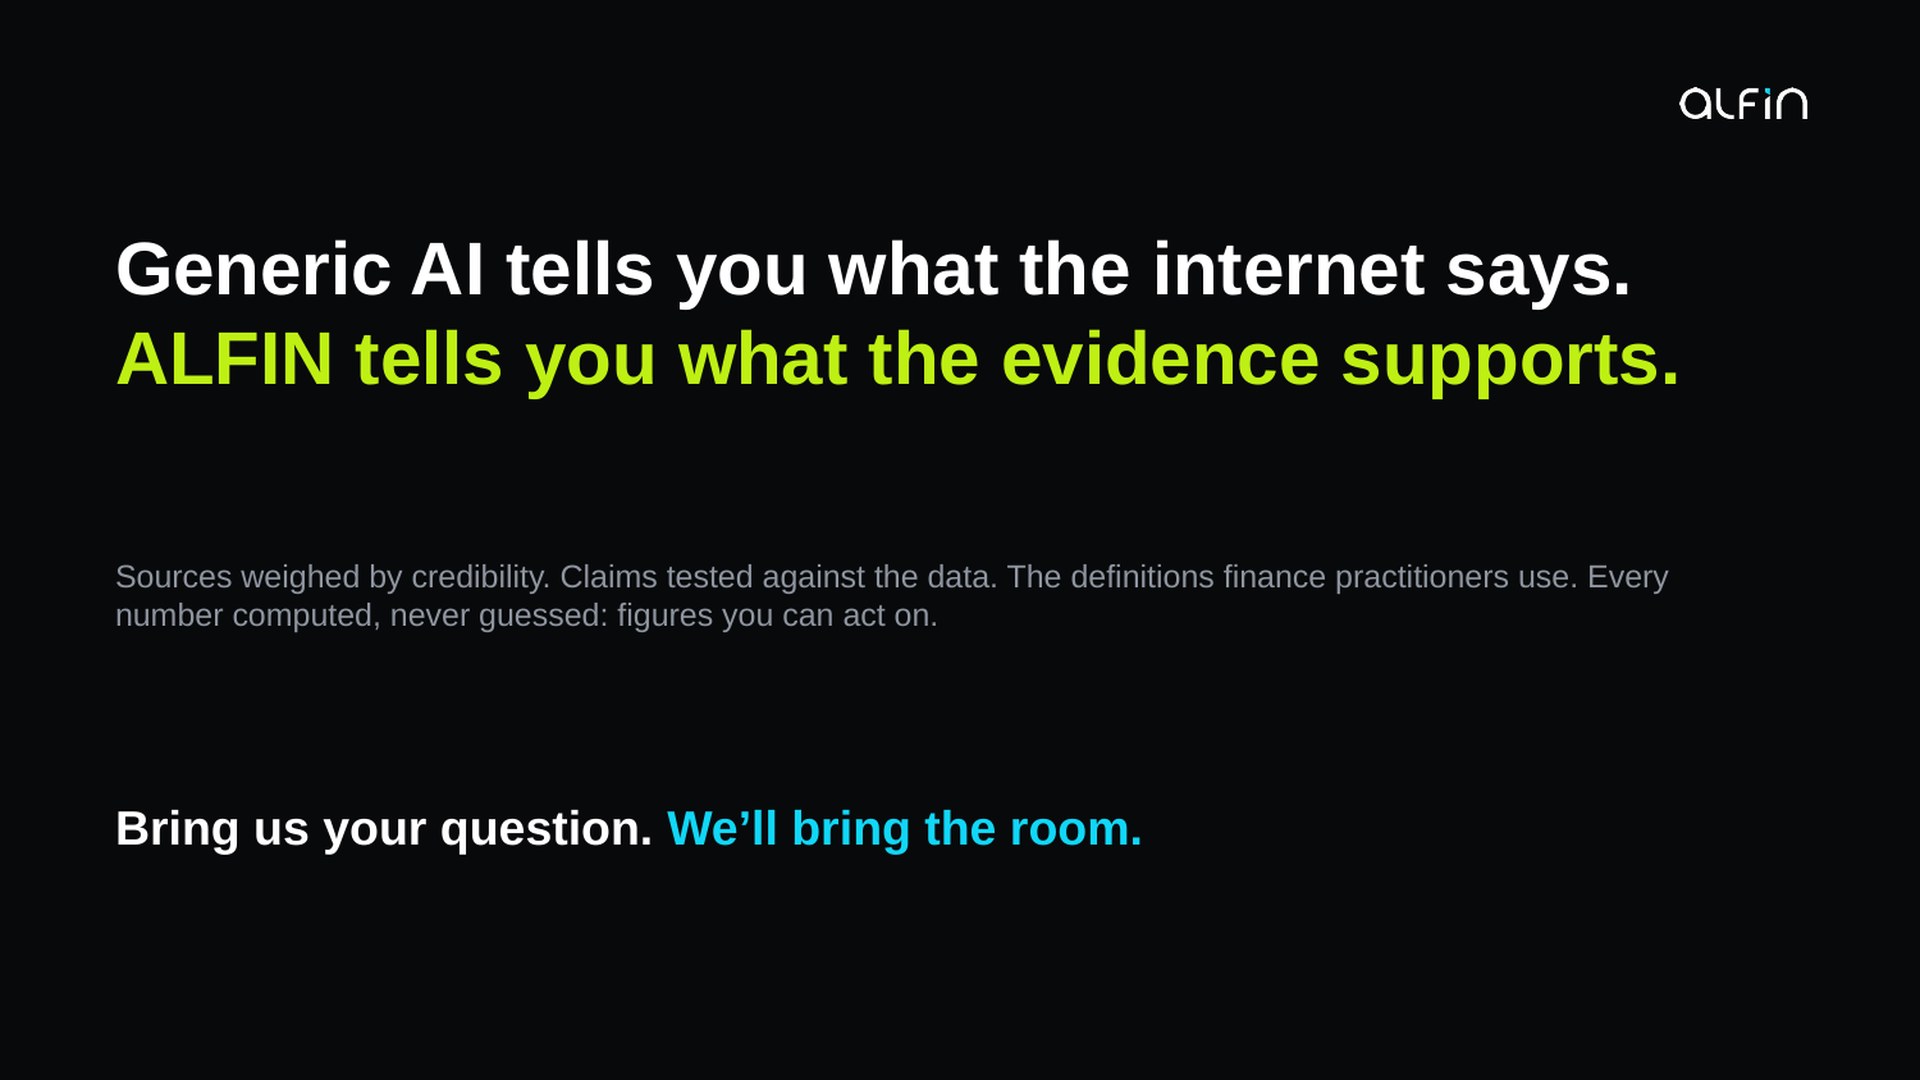 alfin
Generic AI tells you what the internet says.
ALFIN tells you what the evidence supports.
Sources weighed by credibility. Claims tested against the data. The definitions finance practitioners use. Every
number computed, never guessed: figures you can act on.
Bring us your question. We’ll bring the room.